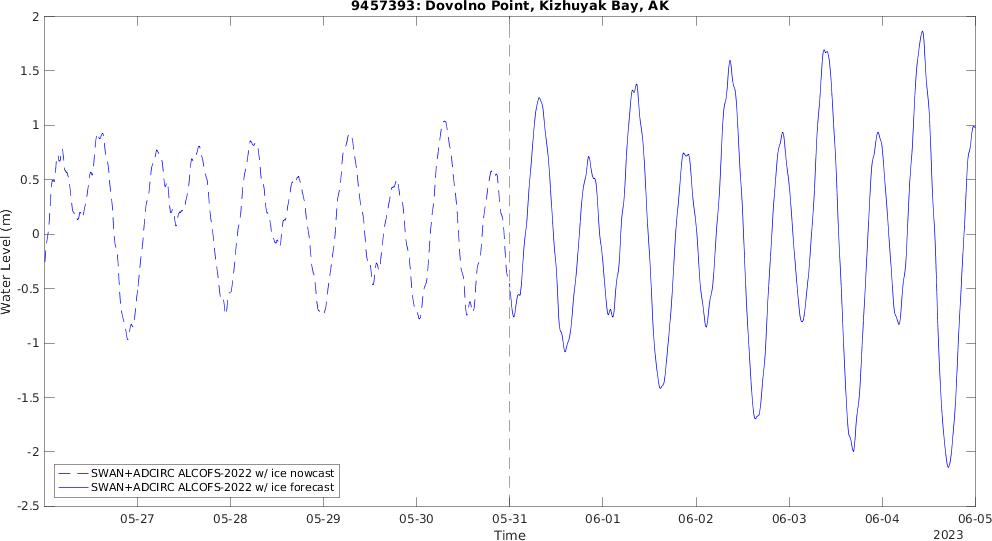 9457393: Dovolno Point, Kizhuyak Bay, AK
2
1.5
1
0.5
0
-0.5
-1
-1.5
-2
-2.5
Water Level (m)
SWAN+ADCIRC ALCOFS-2022 w/ ice nowcast
SWAN+ADCIRC ALCOFS-2022 w/ ice forecast
05-27 05-28 05-29 05-30 05-31 06-01 06-02 06-03 06-04 06-05
Time
2023